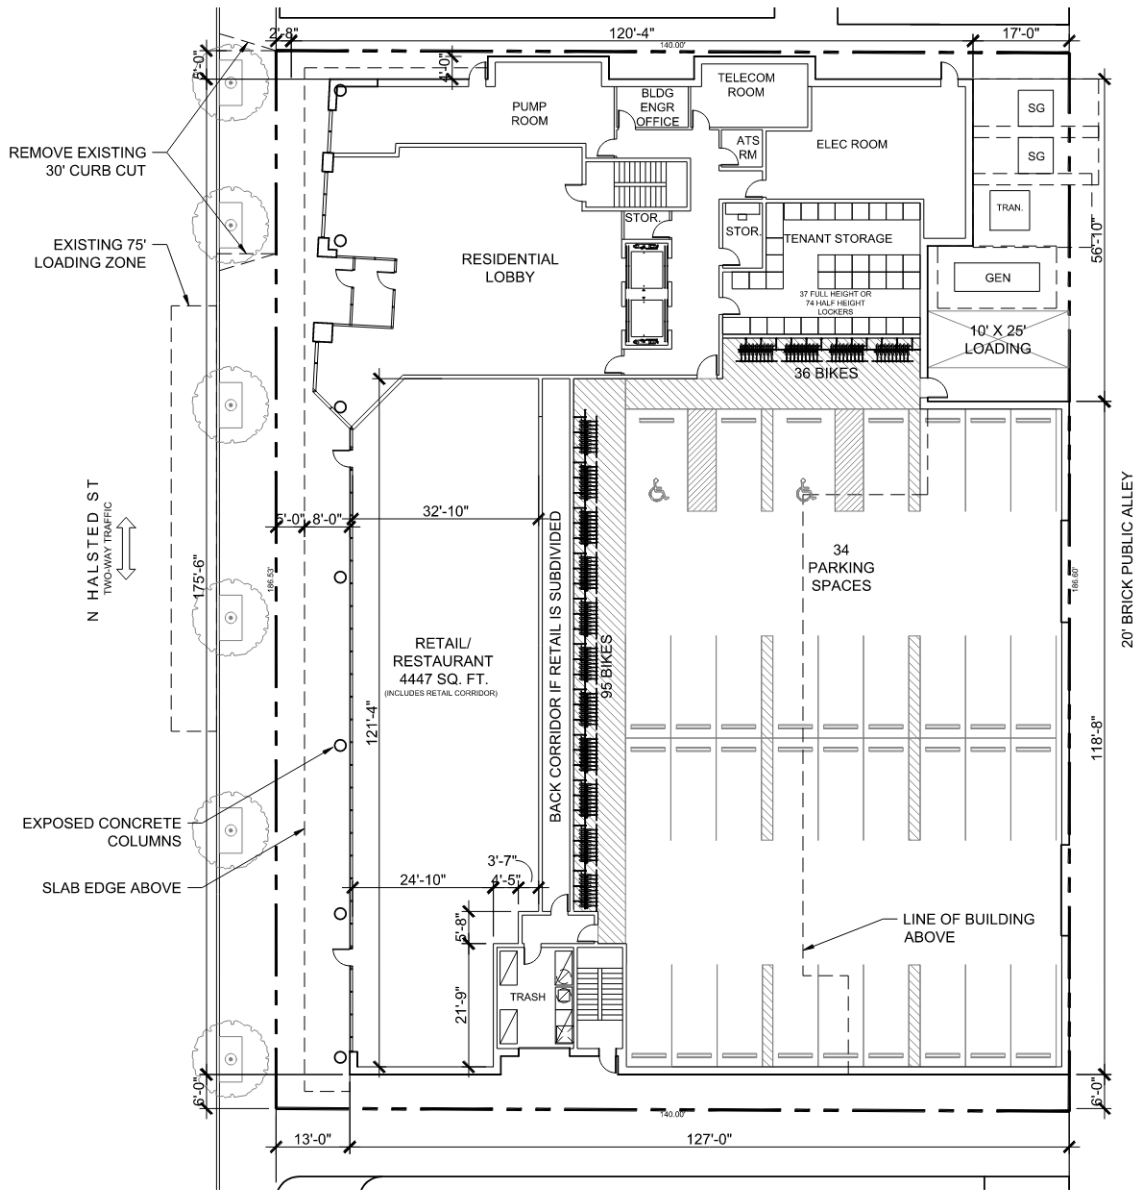 2'-8"
120'-4"
17'-0"
140.00'
5'-0"
4'-0"
TELECOM
ROOM
BLDG
ENGR
OFFICE
PUMP
ROOM
SG
ATS
RM
ELEC ROOM
REMOVE EXISTING
30' CURB CUT
SG
TRAN.
STOR.
STOR.
TENANT STORAGE
EXISTING 75'
LOADING ZONE
RESIDENTIAL
LOBBY
56'-10"
GEN
37 FULL HEIGHT OR
74 HALF HEIGHT
LOCKERS
10' X 25'
LOADING
36 BIKES
N HALSTED ST
TWO-WAY TRAFFIC
175'-6"
5'-0"
8'-0"
32'-10"
186.53'
BACK CORRIDOR IF RETAIL IS SUBDIVIDED
34
PARKING
SPACES
186.60'
20' BRICK PUBLIC ALLEY
RETAIL/
RESTAURANT
4447 SQ. FT.
(INCLUDES RETAIL CORRIDOR)
95 BIKES
121'-4"
118'-8"
EXPOSED CONCRETE
COLUMNS
SLAB EDGE ABOVE
3'-7"
24'-10"
4'-5"
5'-8"
LINE OF BUILDING
ABOVE
21'-9"
TRASH
6'-0"
6'-0"
140.00'
13'-0"
127'-0"